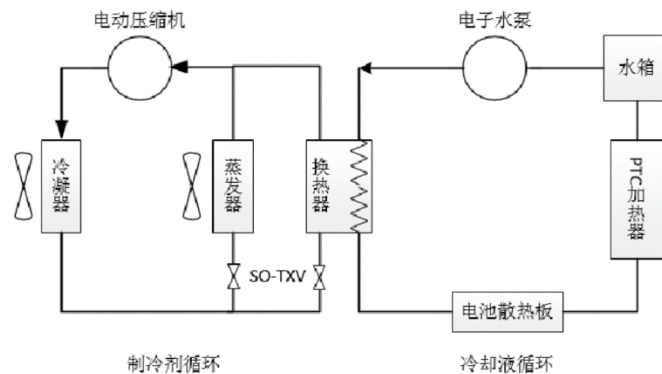 电动压缩机
电子水泵
水箱
冷凝器
蒸发器
换热器
PTC加热器
SO-TXV
电池散热板
制冷剂循环
冷却液循环